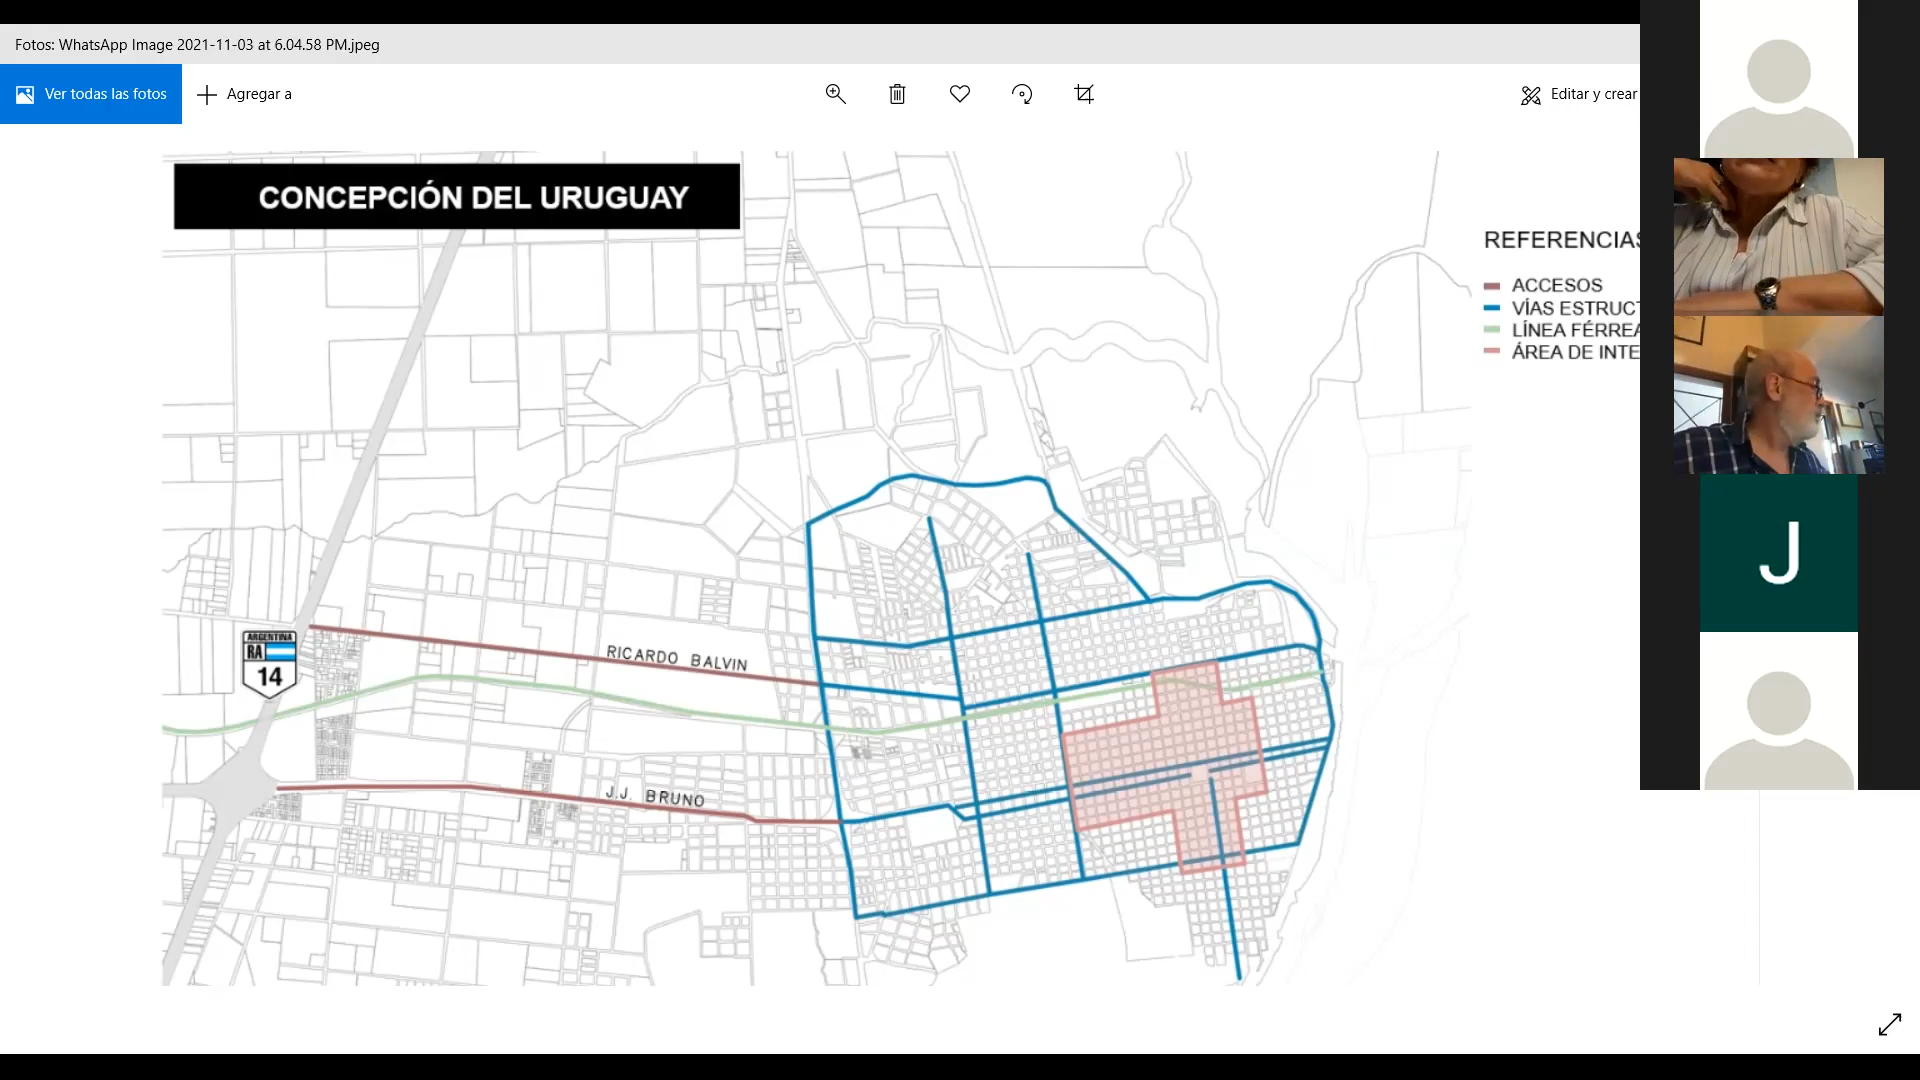 Fotos: WhatsApp Image 2021-11-03 at 6.04.58 PM.jpeg
Ver todas las fotos
Agregar a
Editar y crear
CONCEPCIÓN DEL URUGUAY
REFERENCIAS
ACCESOS
VÍAS ESTRUCT
LÍNEA FÉRREA
ÁREA DE INTE
ARGENTINA
RA
14
RICARDO BALVIN
J.J. BRUNO
J